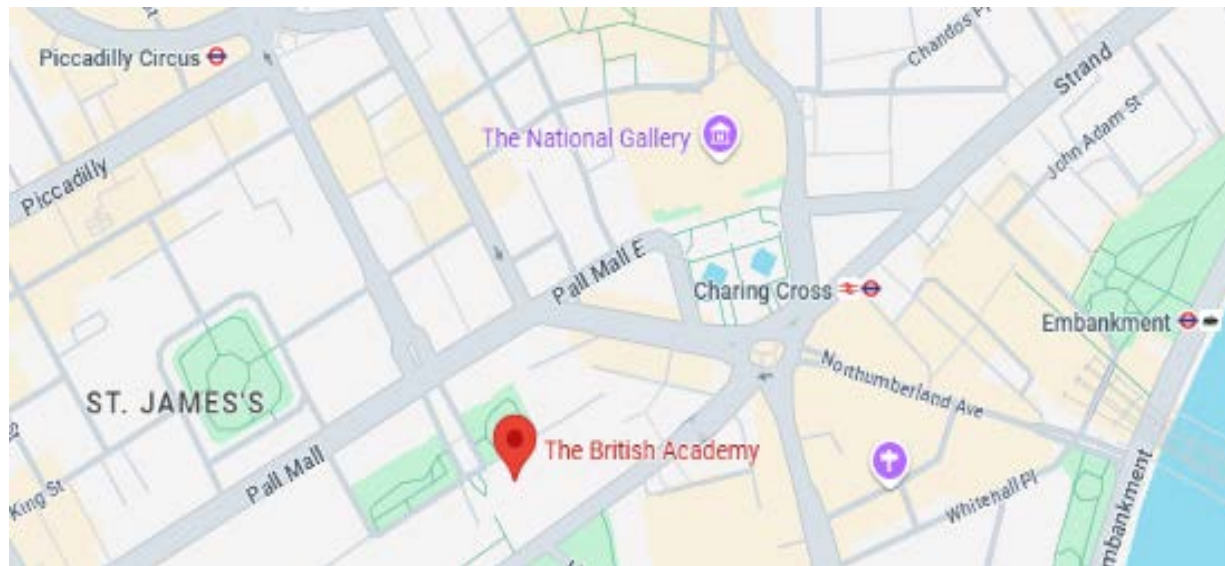 Piccadilly Circus
Chandos Pl
Strand
The National Gallery
John Adam St
Piccadilly
Pall Mall E
Charing Cross
Embankment
Northumberland Ave
ST. JAMES'S
The British Academy
Pall Mall
King St
Whitehall Pl
mbankment